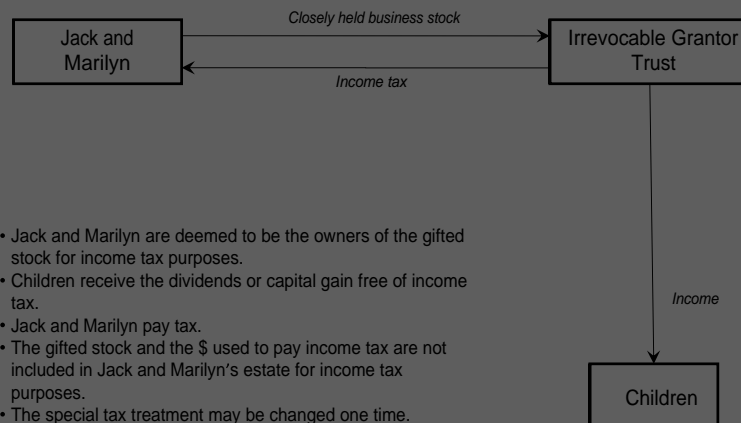 Closely held business stock
Jack and
Marilyn
Irrevocable Grantor
Trust
Income tax
• Jack and Marilyn are deemed to be the owners of the gifted
stock for income tax purposes.
• Children receive the dividends or capital gain free of income
tax.
• Jack and Marilyn pay tax.
• The gifted stock and the $ used to pay income tax are not
included in Jack and Marilyn's estate for income tax
purposes.
• The special tax treatment may be changed one time.
Income
Children